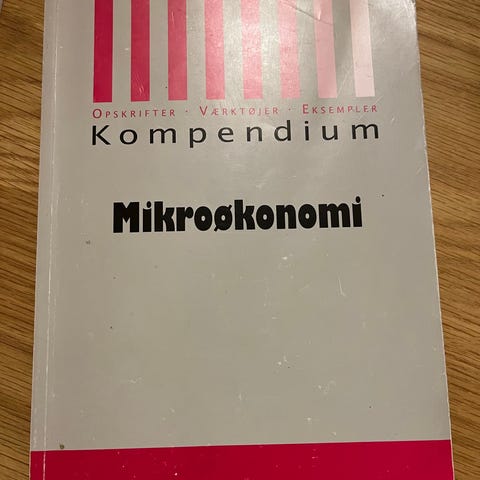 OPSKRIFTER · VÆRKTØJER · EKSEMPLER
Kompendium
Mikroøkonomi